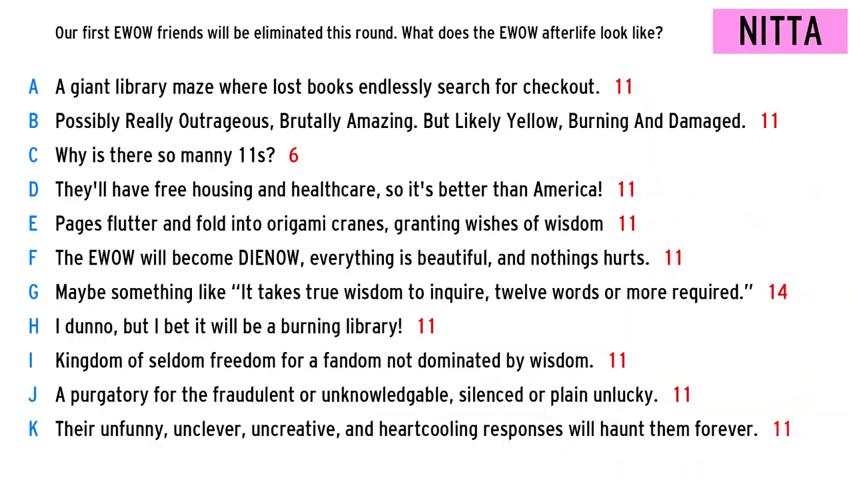 Our first EWOW friends will be eliminated this round. What does the EWOW afterlife look like?
NITTA
A A giant library maze where lost books endlessly search for checkout. 11
B Possibly Really Outrageous, Brutally Amazing. But Likely Yellow, Burning And Damaged. 11
C Why is there so manny 11s? 6
D They'll have free housing and healthcare, so it's better than America! 11
E Pages flutter and fold into origami cranes, granting wishes of wisdom 11
F The EWOW will become DIENOW, everything is beautiful, and nothings hurts. 11
G Maybe something like “It takes true wisdom to inquire, twelve words or more required.” 14
H I dunno, but I bet it will be a burning library! 11
I Kingdom of seldom freedom for a fandom not dominated by wisdom. 11
J A purgatory for the fraudulent or unknowledgable, silenced or plain unlucky. 11
K Their unfunny, unclever, uncreative, and heartcooling responses will haunt them forever. 11